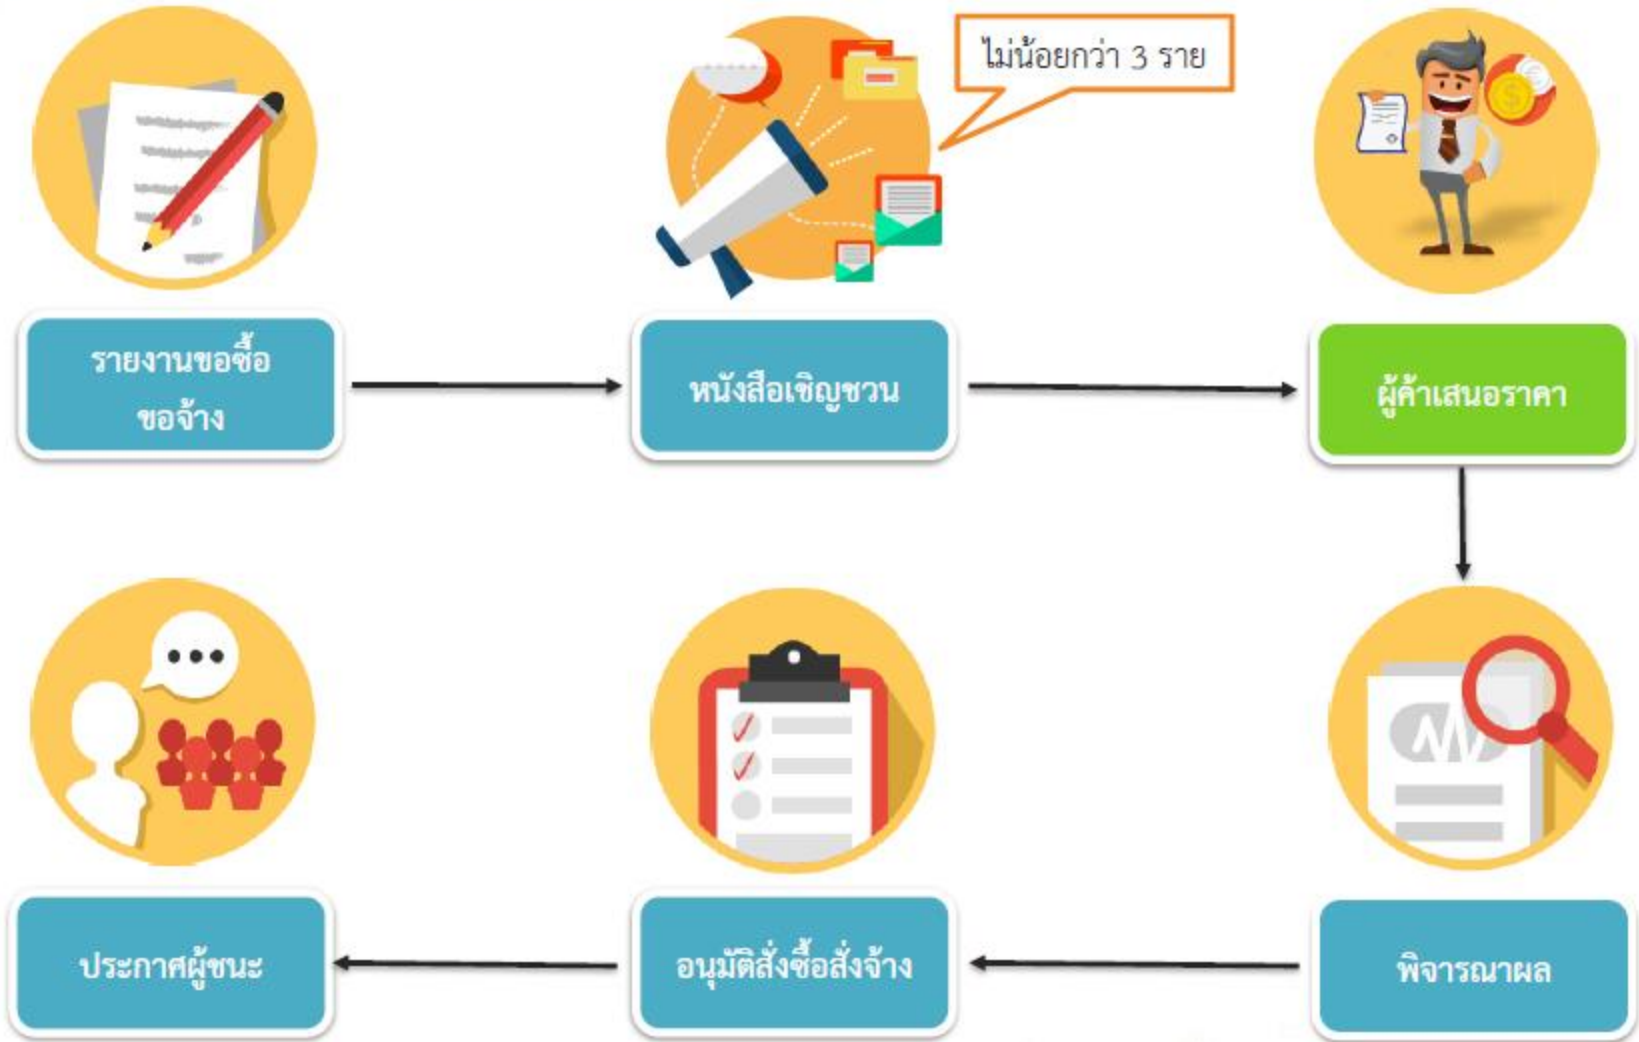 ไม่น้อยกว่า 3 ราย
รายงานขอซื้อ
ขอจ้าง
หนังสือเชิญชวน
ผู้ค้าเสนอราคา
ประกาศผู้ชนะ
อนุมัติสั่งซื้อสั่งจ้าง
พิจารณาผล